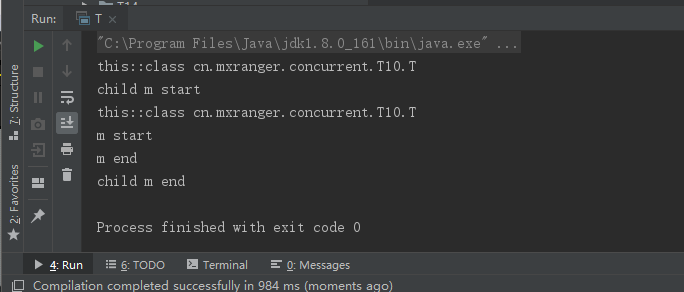 T14
Run: T
"C:\Program Files\Java\jdk1.8.0_161\bin\java.exe" ...
this::class cn.mxranger.concurrent.T10.T
child m start
this::class cn.mxranger.concurrent.T10.T
m start
m end
child m end
Process finished with exit code 0
7: Structure
2: Favorites
4: Run 6: TODO Terminal 0: Messages
Compilation completed successfully in 984 ms (moments ago)